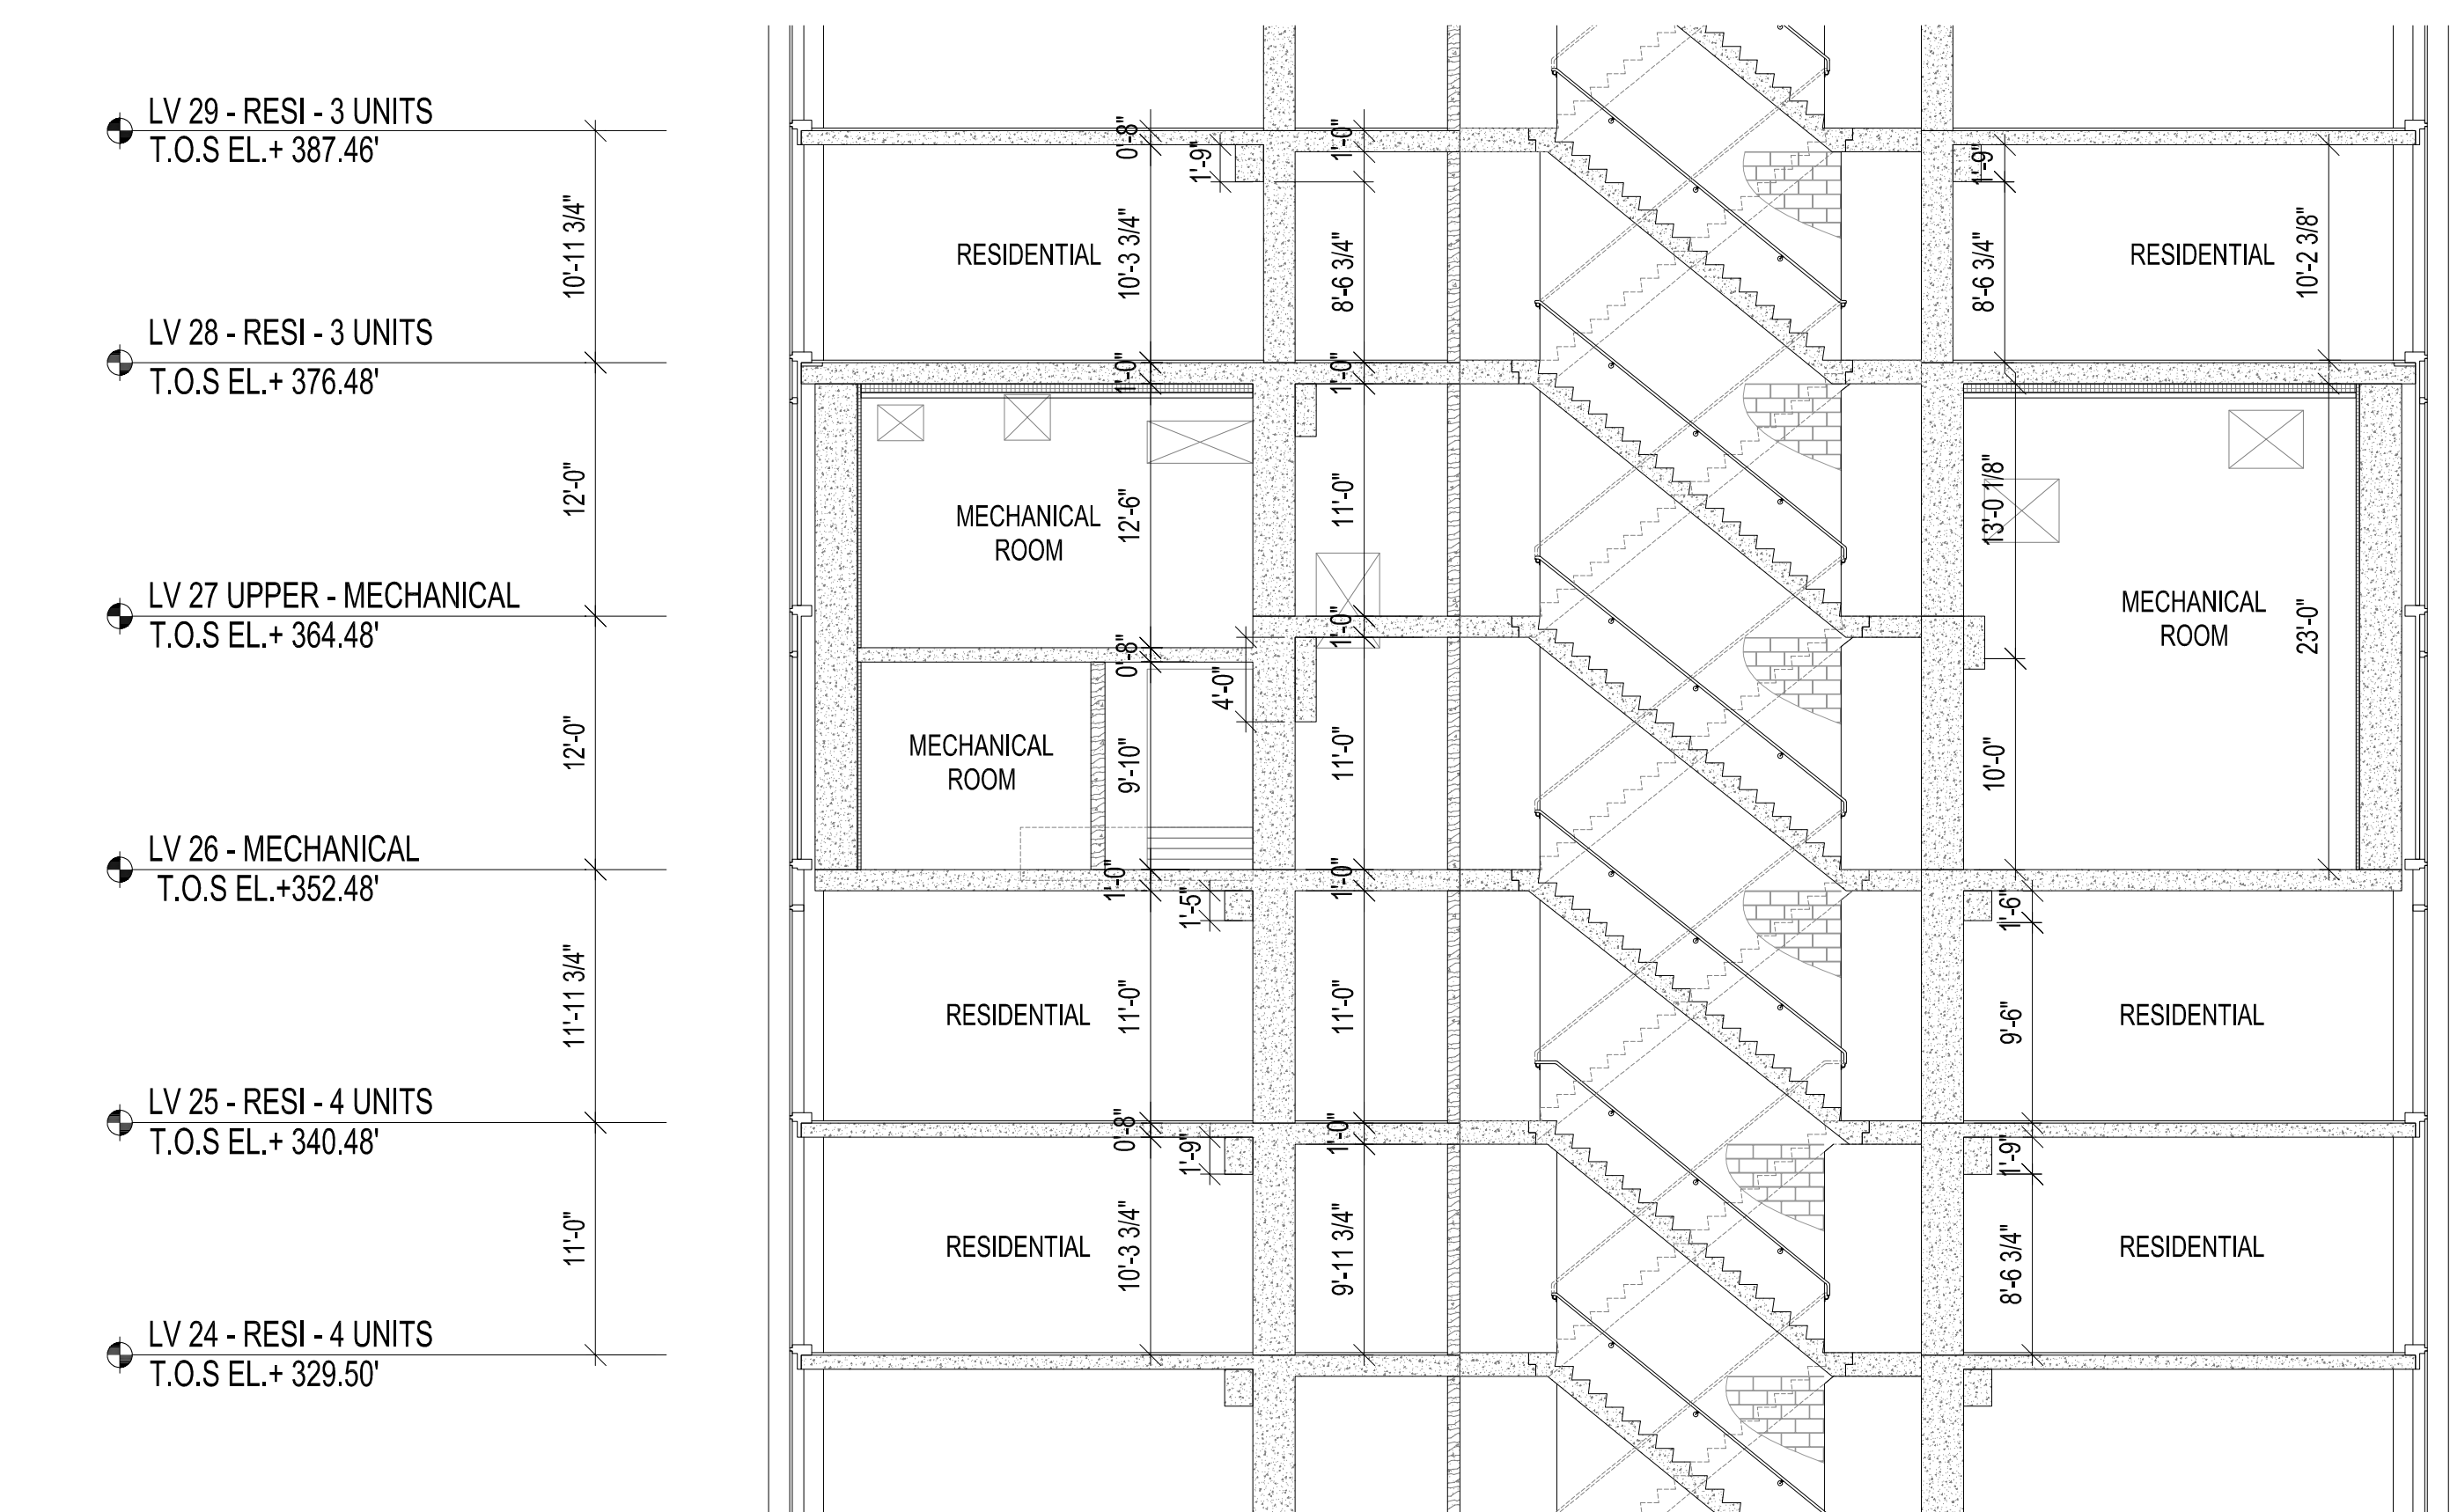 LV 29 - RESI - 3 UNITS
T.O.S EL.+ 387.46'
10'-11 3/4"
LV 28 - RESI - 3 UNITS
T.O.S EL.+ 376.48'
12'-0"
LV 27 UPPER - MECHANICAL
T.O.S EL.+ 364.48'
12'-0"
LV 26 - MECHANICAL
T.O.S EL.+352.48'
11'-11 3/4"
LV 25 - RESI - 4 UNITS
T.O.S EL.+ 340.48'
11'-0"
LV 24 - RESI - 4 UNITS
T.O.S EL.+ 329.50'
0'-8"
1'-9"
1'-0"
RESIDENTIAL
10'-3 3/4"
8'-6 3/4"
1'-9"
8'-6 3/4"
RESIDENTIAL
10'-2 3/8"
1'-0"
1'-0"
MECHANICAL
ROOM
12'-6"
11'-0"
13'-0 1/8"
MECHANICAL
ROOM
23'-0"
0'-8"
1'-0"
4'-0"
MECHANICAL
ROOM
9'-10"
11'-0"
10'-0"
1'-0"
1'-5"
1'-0"
1'-6"
RESIDENTIAL
11'-0"
11'-0"
9'-6"
RESIDENTIAL
0'-8"
1'-9"
1'-0"
1'-9"
RESIDENTIAL
10'-3 3/4"
9'-11 3/4"
8'-6 3/4"
RESIDENTIAL